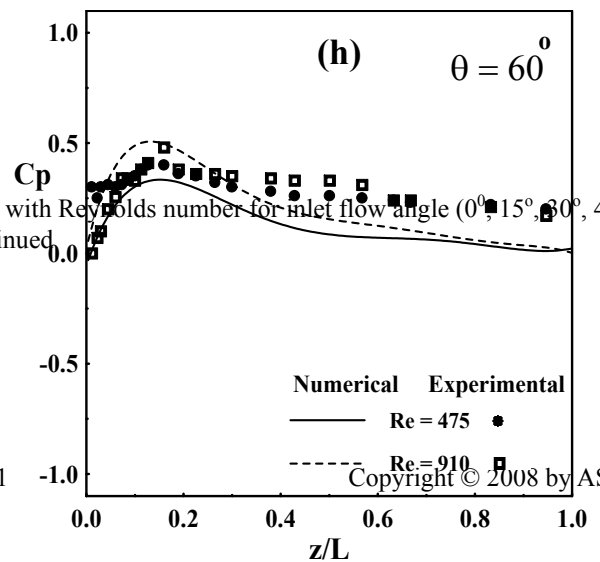 1.0
(h)
θ = 60°
0.5
Cp
with Reynolds number for inlet flow angle (0⁰, 15°, 30°, 4
inued
0.0
-0.5
Numerical Experimental
Re = 475
Re = 910
1 Copyright © 2008 by AS
-1.0
0.0 0.2 0.4 0.6 0.8 1.0
z/L